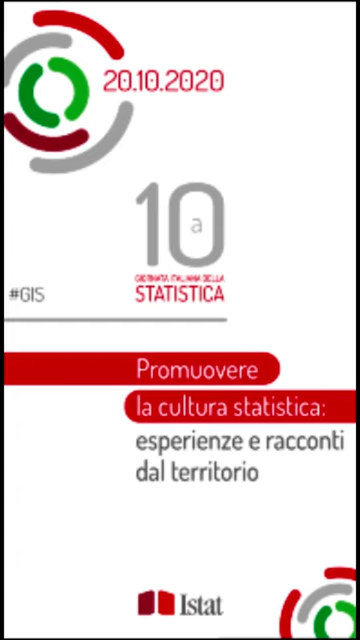 20.10.2020
10
a
GIORNATA ITALIANA DELLA
STATISTICA
#GIS
Promuovere
la cultura statistica:
esperienze e racconti
dal territorio
Istat